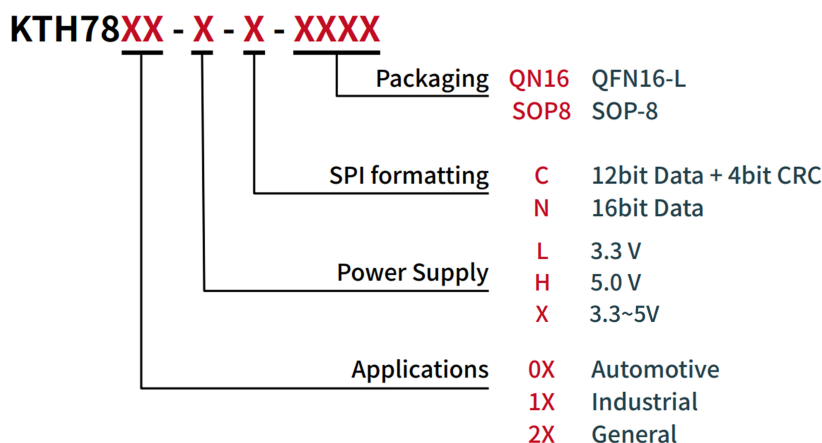 KTH78XX - X - X - XXXX
Packaging QN16 QFN16-L
SOP8 SOP-8
SPI formatting C 12bit Data + 4bit CRC
N 16bit Data
L 3.3 V
Power Supply H 5.0 V
X 3.3~5V
Applications 0X Automotive
1X Industrial
2X General